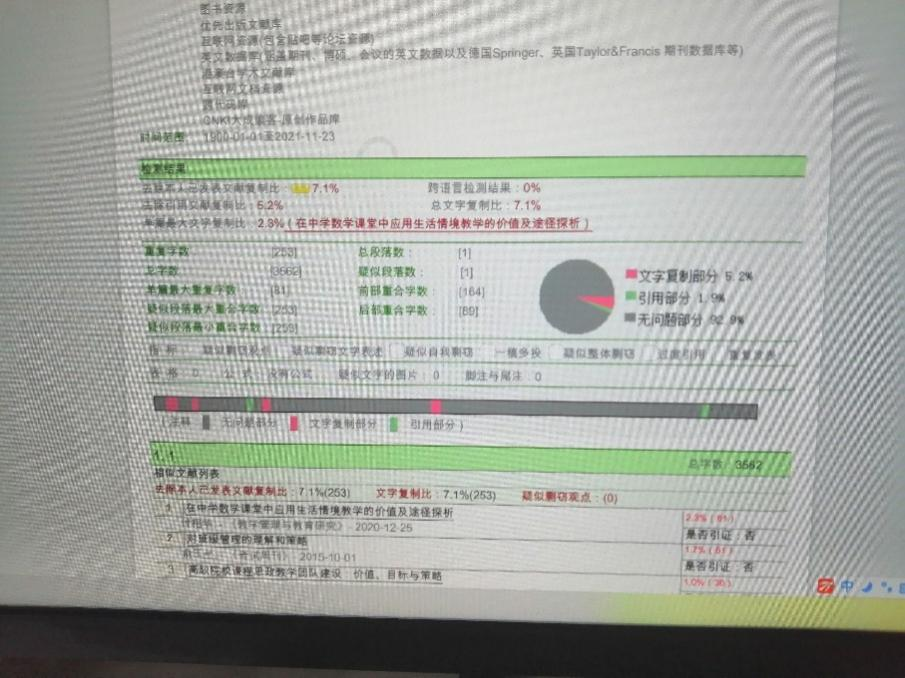 图书资源
优先出版文献库
互联网资源(包含贴吧等论坛资源)
英文数据库(涵盖期刊、博硕、会议的英文数据以及德国Springer、英国Taylor&Francis 期刊数据库等)
港澳台学术文献库
互联网文档资源
源代码库
CNKI大成编客-原创作品库
时间范围: 1900-01-01至2021-11-23
检测结果
去除本人已发表文献复制比: 7.1% 跨语言检测结果: 0%
去除引用文献复制比: 5.2% 总文字复制比: 7.1%
单篇最大文字复制比: 2.3% (在中学数学课堂中应用生活情境教学的价值及途径探析)
重复字数 [253] 总段落数: [1]
总字数 [3562] 疑似段落数: [1]
单篇最大重复字数 [81] 前部重合字数: [164]
疑似段落最大重合字数 [253] 后部重合字数: [89]
疑似段落最小重合字数 [253]
文字复制部分 5.2%
引用部分 1.9%
无问题部分 92.9%
指 标 疑似剽窃观点 疑似剽窃文字表述 疑似自我剽窃 一稿多投 疑似整体剽窃 过度引用 重复发表
表 格: 0 公 式: 没有公式 疑似文字的图片: 0 脚注与尾注: 0
(注释 无问题部分 文字复制部分 引用部分)
1. 1 总字数: 3562
相似文献列表
去除本人已发表文献复制比: 7.1%(253) 文字复制比: 7.1%(253) 疑似剽窃观点: (0)
1 在中学数学课堂中应用生活情境教学的价值及途径探析 2.3% (81)
《教学管理与教育研究》- 2020-12-25 是否引证: 否
2 对班级管理的理解和策略 1.7% (61)
2015-10-01 是否引证: 否
3 高职院校课程思政教学团队建设: 价值、目标与策略 1.0% (36)
中